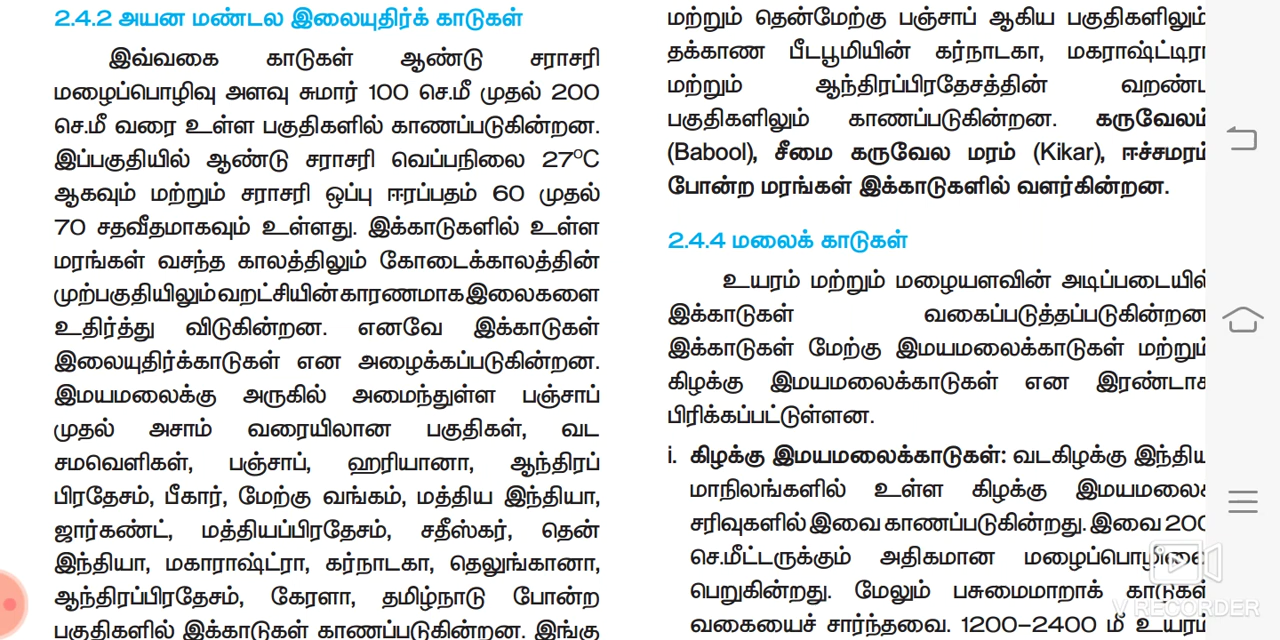 2.4.2 அயன மண்டல இலையுதிர்க் காடுகள்
இவ்வகை காடுகள் ஆண்டு சராசரி
மழைப்பொழிவு அளவு சுமார் 100 செ.மீ முதல் 200
செ.மீ வரை உள்ள பகுதிகளில் காணப்படுகின்றன.
இப்பகுதியில் ஆண்டு சராசரி வெப்பநிலை 27°C
ஆகவும் மற்றும் சராசரி ஒப்பு ஈரப்பதம் 60 முதல்
70 சதவீதமாகவும் உள்ளது. இக்காடுகளில் உள்ள
மரங்கள் வசந்த காலத்திலும் கோடைக்காலத்தின்
முற்பகுதியிலும் வறட்சியின் காரணமாக இலைகளை
உதிர்த்து விடுகின்றன. எனவே இக்காடுகள்
இலையுதிர்க்காடுகள் என அழைக்கப்படுகின்றன.
இமயமலைக்கு அருகில் அமைந்துள்ள பஞ்சாப்
முதல் அசாம் வரையிலான பகுதிகள், வட
சமவெளிகள், பஞ்சாப், ஹரியானா, ஆந்திரப்
பிரதேசம், பீகார், மேற்கு வங்கம், மத்திய இந்தியா,
ஜார்கண்ட், மத்தியப்பிரதேசம், சதீஸ்கர், தென்
இந்தியா, மகாராஷ்ட்ரா, கர்நாடகா, தெலுங்கானா,
ஆந்திரப்பிரதேசம், கேரளா, தமிழ்நாடு போன்ற
பகுதிகளில் இக்காடுகள் காணப்படுகின்றன. இங்கு
மற்றும் தென்மேற்கு பஞ்சாப் ஆகிய பகுதிகளிலும்
தக்காண பீடபூமியின் கர்நாடகா, மகராஷ்ட்டிரா
மற்றும் ஆந்திரப்பிரதேசத்தின் வறண்ட
பகுதிகளிலும் காணப்படுகின்றன. கருவேலம்
(Babool), சீமை கருவேல மரம் (Kikar), ஈச்சமரம்
போன்ற மரங்கள் இக்காடுகளில் வளர்கின்றன.
2.4.4 மலைக் காடுகள்
உயரம் மற்றும் மழையளவின் அடிப்படையில்
இக்காடுகள் வகைப்படுத்தப்படுகின்றன
இக்காடுகள் மேற்கு இமயமலைக்காடுகள் மற்றும்
கிழக்கு இமயமலைக்காடுகள் என இரண்டாக
பிரிக்கப்பட்டுள்ளன.
i. கிழக்கு இமயமலைக்காடுகள்: வடகிழக்கு இந்திய
மாநிலங்களில் உள்ள கிழக்கு இமயமலைச்
சரிவுகளில் இவை காணப்படுகின்றது. இவை 200
செ.மீட்டருக்கும் அதிகமான மழைப்பொழிவை
பெறுகின்றது. மேலும் பசுமைமாறாக் காடுகள்
வகையைச் சார்ந்தவை. 1200-2400 மீ உயரம்
V RECORDER